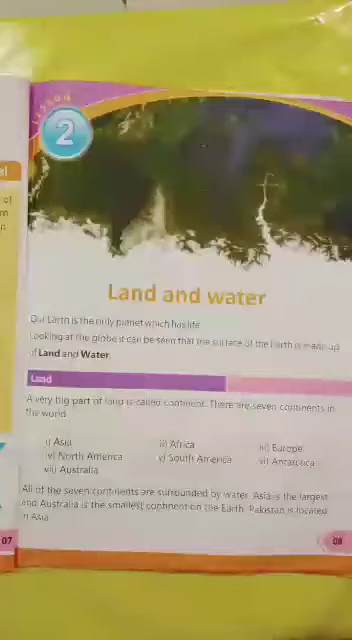 LESSON
2
Land and water
Our Earth is the only planet which has life.
Looking at the globe it can be seen that the surface of the Earth is made up
of Land and Water.
Land
A very big part of land is called continent. There are seven continents in
the world.
i) Asia ii) Africa iii) Europe
iv) North America v) South America vi) Antarctica
vii) Australia
All of the seven continents are surrounded by water. Asia is the largest
and Australia is the smallest continent on the Earth. Pakistan is located
in Asia.
07
08